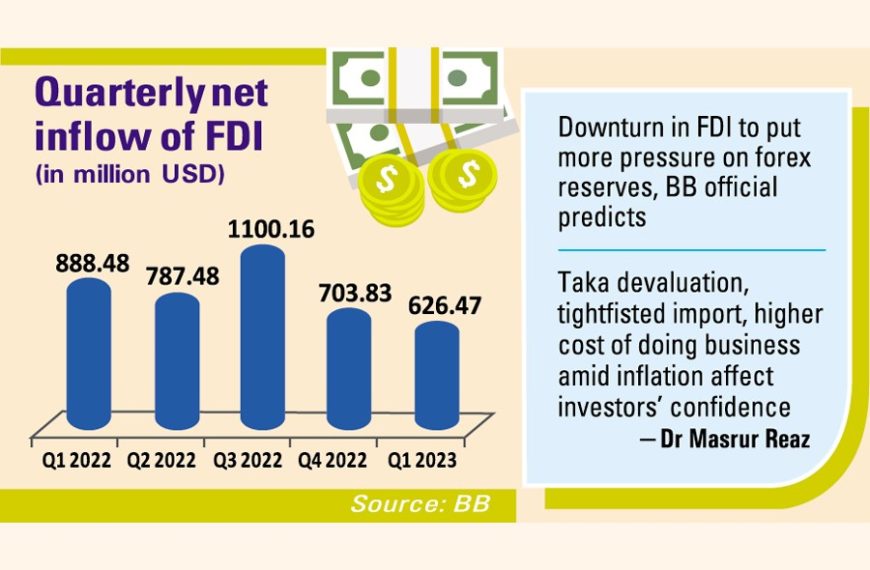 Quarterly net
inflow of FDI
(in million USD)
$
$
888.48
787.48
1100.16
703.83
626.47
Q1 2022
Q2 2022
Q3 2022
Q4 2022
Q1 2023
Source: BB
Downturn in FDI to put
more pressure on forex
reserves, BB official
predicts
Taka devaluation,
tightfisted import, higher
cost of doing business
amid inflation affect
investors’ confidence
— Dr Masrur Reaz